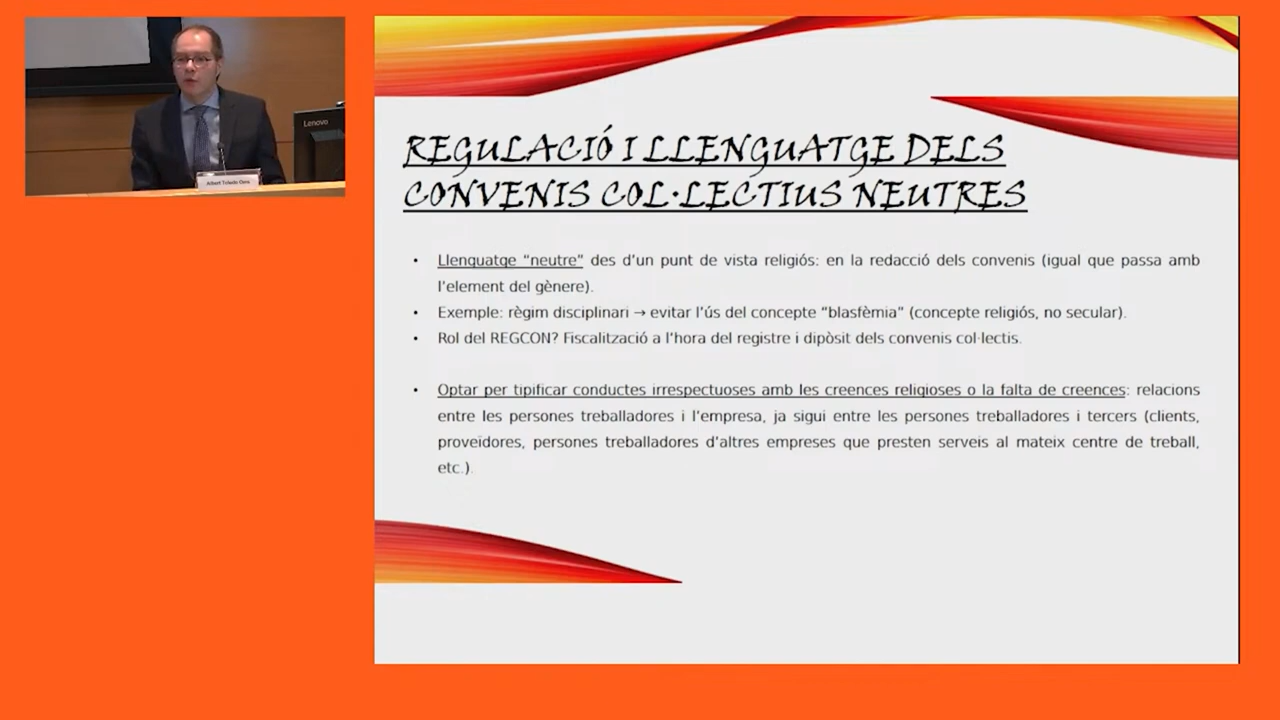 Lenovo
Albert Toledo Oms
REGULACIÓ I LLENGUATGE DELS
CONVENIS COL·LECTIUS NEUTRES
• Llenguatge “neutre” des d’un punt de vista religiós: en la redacció dels convenis (igual que passa amb
l’element del gènere).
• Exemple: règim disciplinari → evitar l’ús del concepte “blasfèmia” (concepte religiós, no secular).
• Rol del REGCON? Fiscalització a l’hora del registre i dipòsit dels convenis col·lectis.
• Optar per tipificar conductes irrespectuoses amb les creences religioses o la falta de creences: relacions
entre les persones treballadores i l’empresa, ja sigui entre les persones treballadores i tercers (clients,
proveïdores, persones treballadores d’altres empreses que presten serveis al mateix centre de treball,
etc.).